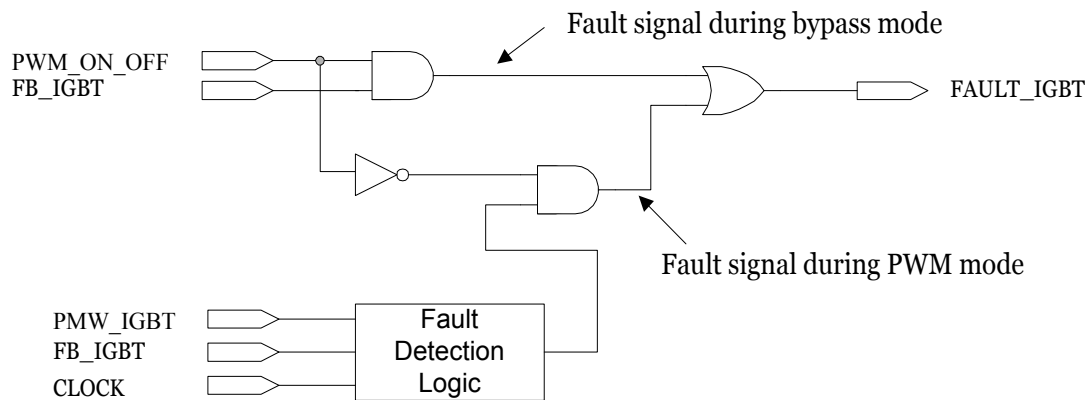 Fault signal during bypass mode
PWM_ON_OFF
FB_IGBT
FAULT_IGBT
Fault signal during PWM mode
PMW_IGBT
FB_IGBT
CLOCK
Fault
Detection
Logic